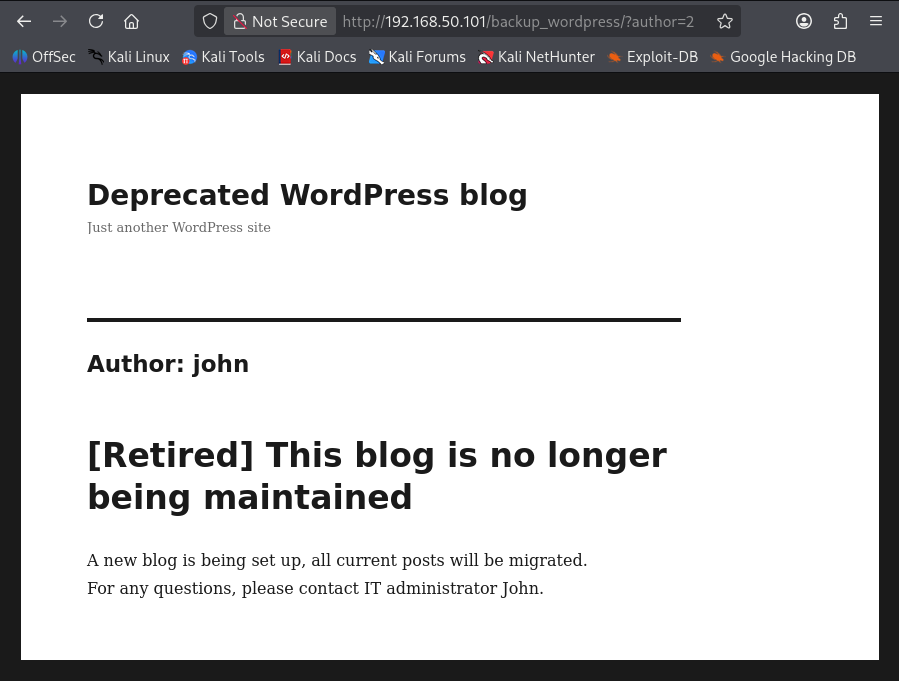 Not Secure http://192.168.50.101/backup_wordpress/?author=2
OffSec Kali Linux Kali Tools Kali Docs Kali Forums Kali NetHunter Exploit-DB Google Hacking DB
Deprecated WordPress blog
Just another WordPress site
Author: john
[Retired] This blog is no longer
being maintained
A new blog is being set up, all current posts will be migrated.
For any questions, please contact IT administrator John.